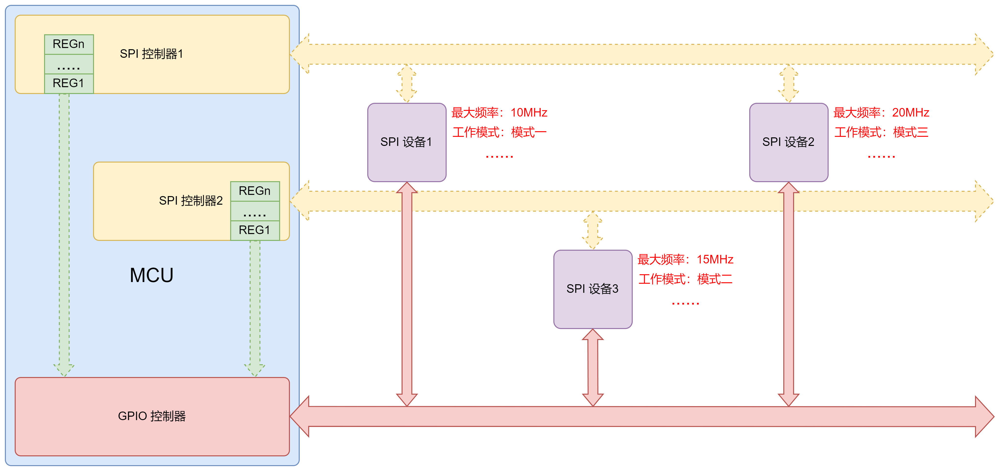 REGn
.....
REG1
SPI 控制器1
最大频率：10MHz
工作模式：模式一
......
SPI 设备1
最大频率：20MHz
工作模式：模式三
......
SPI 设备2
SPI 控制器2
REGn
.....
REG1
MCU
SPI 设备3
最大频率：15MHz
工作模式：模式二
......
GPIO 控制器